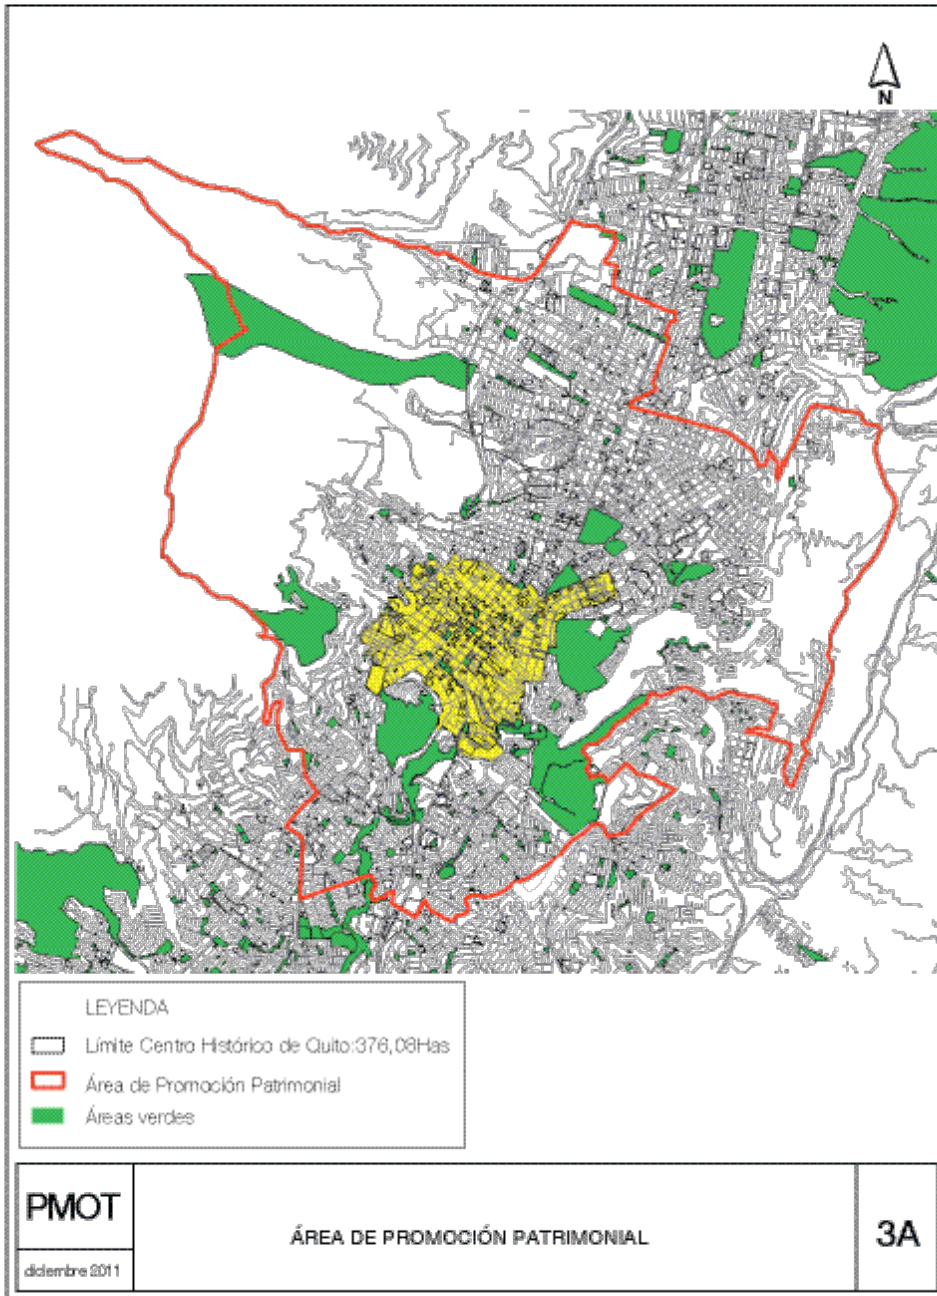 N
LEYENDA
Límite Centro Histórico de Quito:376,08Has
Área de Promoción Patrimonial
Áreas verdes
PMOT
diciembre 2011
ÁREA DE PROMOCIÓN PATRIMONIAL
3A